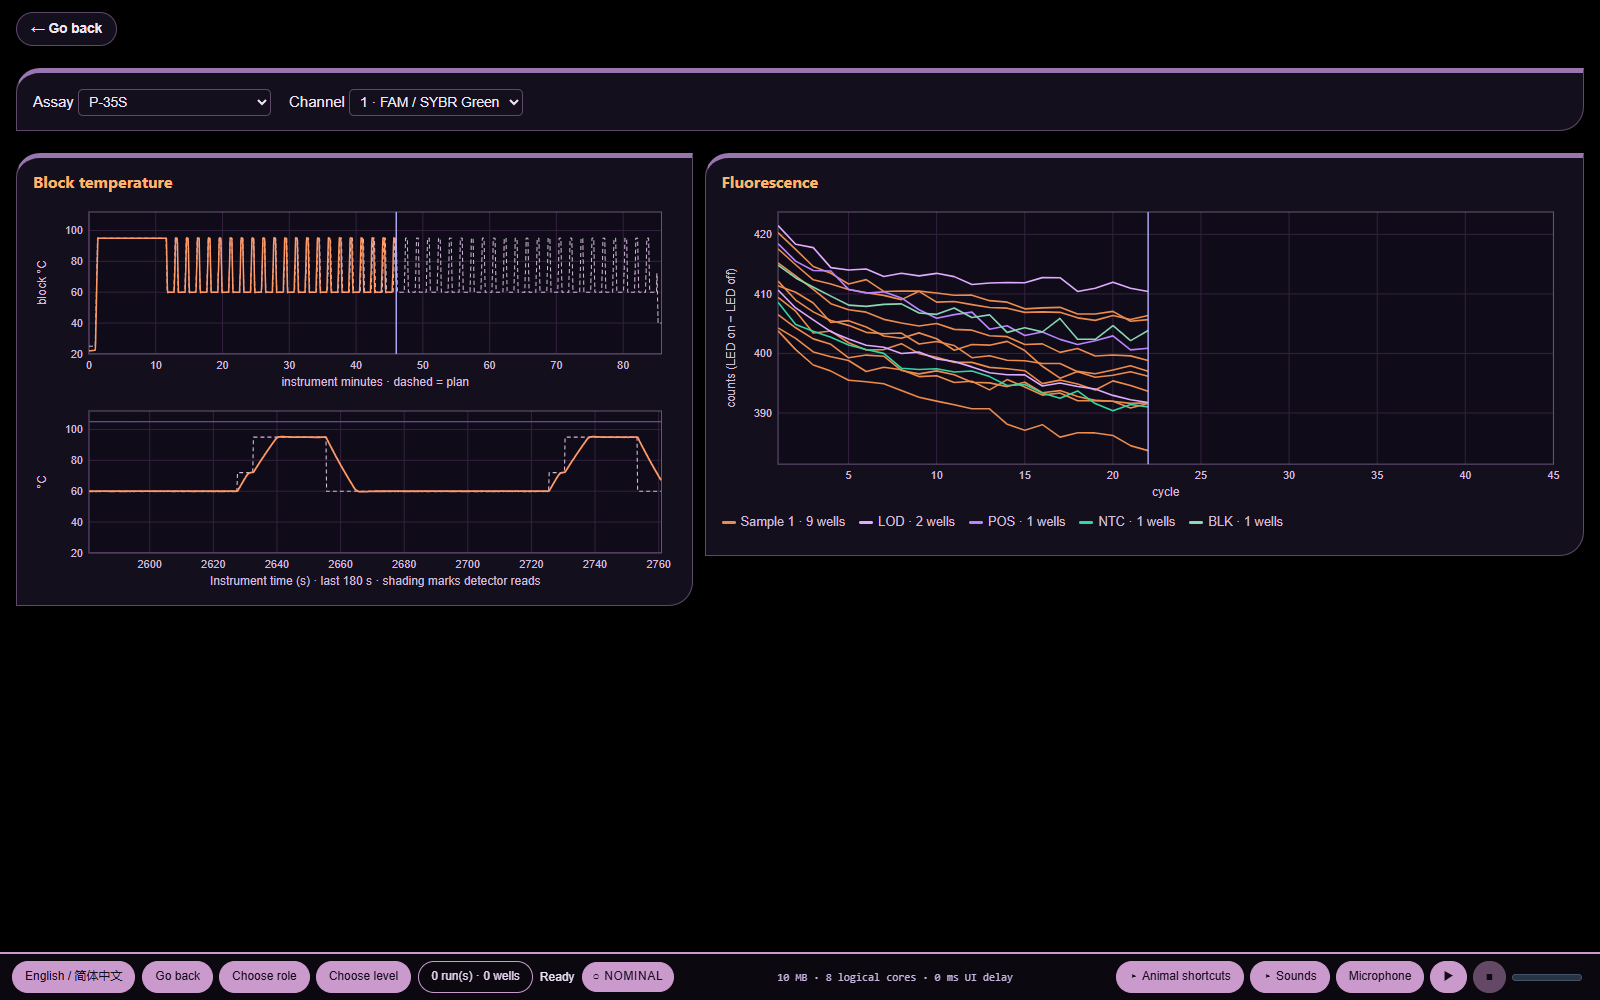 ← Go back
Assay P-35S Channel 1 · FAM / SYBR Green
Block temperature
100
80
60
40
20
block °C
0 10 20 30 40 50 60 70 80
instrument minutes · dashed = plan
100
80
60
40
20
°C
2600 2620 2640 2660 2680 2700 2720 2740 2760
Instrument time (s) · last 180 s · shading marks detector reads
Fluorescence
420
410
400
390
counts (LED on − LED off)
5 10 15 20 25 30 35 40 45
cycle
Sample 1 · 9 wells LOD · 2 wells POS · 1 wells NTC · 1 wells BLK · 1 wells
English / 简体中文 Go back Choose role Choose level 0 run(s) · 0 wells Ready ○ NOMINAL 10 MB · 8 logical cores · 0 ms UI delay ‣ Animal shortcuts ‣ Sounds Microphone ▶ ■